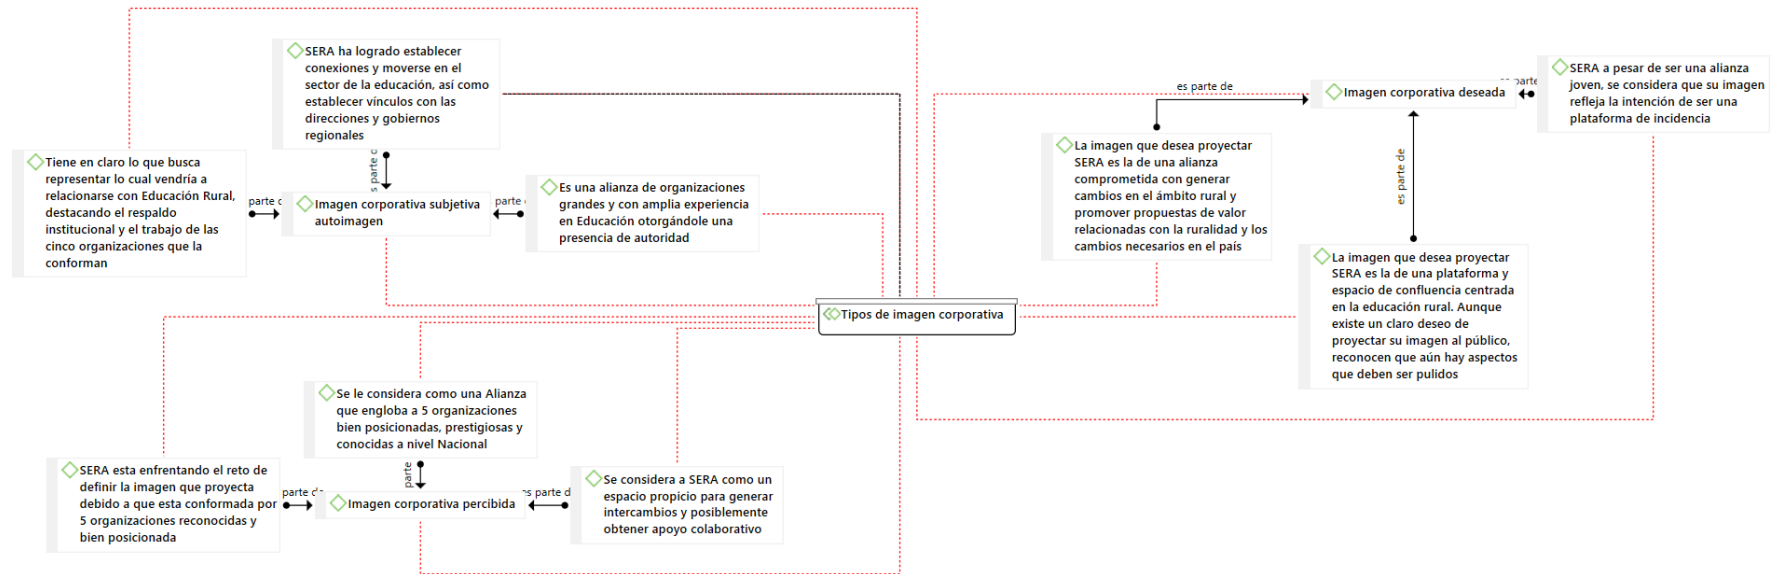 SERA ha logrado establecer
conexiones y moverse en el
sector de la educación, así como
establecer vínculos con las
direcciones y gobiernos
regionales
Tiene en claro lo que busca
representar lo cual vendría a
relacionarse con Educación Rural,
destacando el respaldo
institucional y el trabajo de las
cinco organizaciones que la
conforman
parte
s parte
Imagen corporativa subjetiva
autoimagen
parte
Es una alianza de organizaciones
grandes y con amplia experiencia
en Educación otorgándole una
presencia de autoridad
es parte de
Imagen corporativa deseada
es parte
SERA a pesar de ser una alianza
joven, se considera que su imagen
refleja la intención de ser una
plataforma de incidencia
La imagen que desea proyectar
SERA es la de una alianza
comprometida con generar
cambios en el ámbito rural y
promover propuestas de valor
relacionadas con la ruralidad y los
cambios necesarios en el país
es parte de
La imagen que desea proyectar
SERA es la de una plataforma y
espacio de confluencia centrada
en la educación rural. Aunque
existe un claro deseo de
proyectar su imagen al público,
reconocen que aún hay aspectos
que deben ser pulidos
Tipos de imagen corporativa
Se le considera como una Alianza
que engloba a 5 organizaciones
bien posicionadas, prestigiosas y
conocidas a nivel Nacional
SERA esta enfrentando el reto de
definir la imagen que proyecta
debido a que esta conformada por
5 organizaciones reconocidas y
bien posicionada
parte de
parte
Imagen corporativa percibida
es parte d
Se considera a SERA como un
espacio propicio para generar
intercambios y posiblemente
obtener apoyo colaborativo